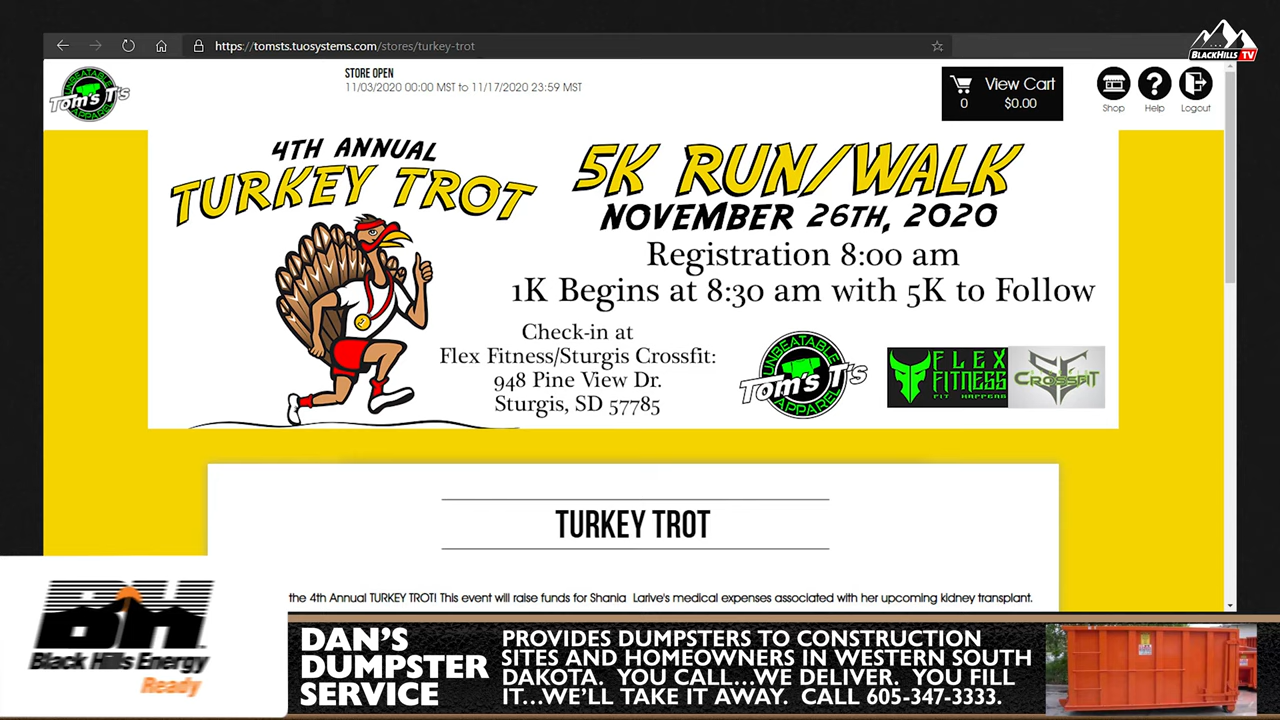 BLACKHILLS TV
https://tomsts.tuosystems.com/stores/turkey-trot
UNBEATABLE
Tom's T's
APPAREL
STORE OPEN
11/03/2020 00:00 MST to 11/17/2020 23:59 MST
View Cart
0 $0.00
Shop Help Logout
4TH ANNUAL
TURKEY TROT
5K RUN/WALK
NOVEMBER 26TH, 2020
Registration 8:00 am
1K Begins at 8:30 am with 5K to Follow
Check-in at
Flex Fitness/Sturgis Crossfit:
948 Pine View Dr.
Sturgis, SD 57785
UNBEATABLE
Tom's T's
APPAREL
FLEX
FITNESS
FIT HAPPENS
CROSSFIT
TURKEY TROT
the 4th Annual TURKEY TROT! This event will raise funds for Shania Larive's medical expenses associated with her upcoming kidney transplant.
BH
Black Hills Energy
Ready
DAN'S
DUMPSTER
SERVICE
PROVIDES DUMPSTERS TO CONSTRUCTION
SITES AND HOMEOWNERS IN WESTERN SOUTH
DAKOTA. YOU CALL...WE DELIVER. YOU FILL
IT...WE'LL TAKE IT AWAY. CALL 605-347-3333.